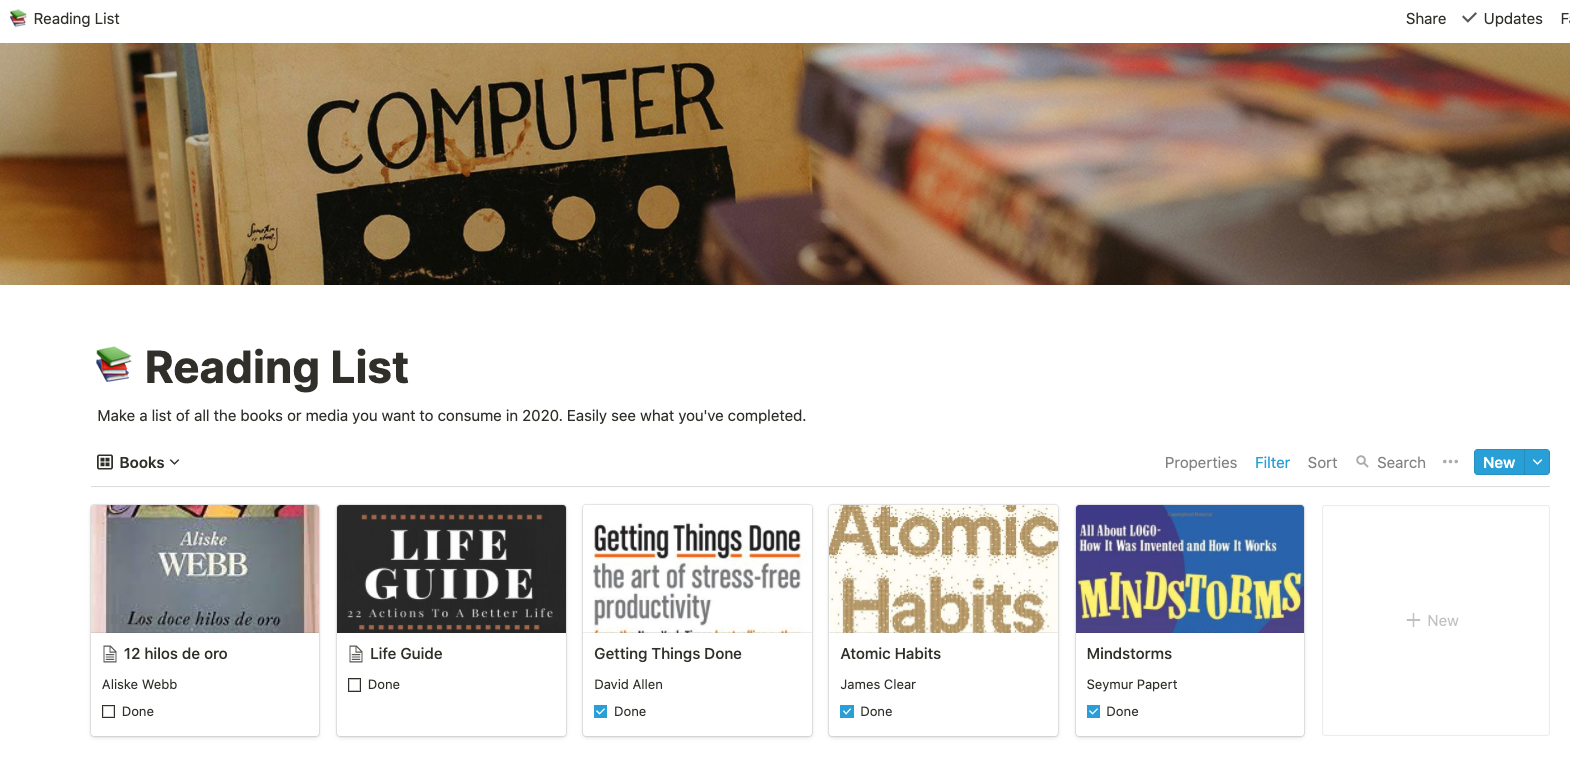 Reading List
Share
Updates
COMPUTER
Reading List
Make a list of all the books or media you want to consume in 2020. Easily see what you've completed.
Books
Properties
Filter
Sort
Search
New
Aliske
WEBB
Los doce hilos de oro
12 hilos de oro
Aliske Webb
Done
LIFE
GUIDE
22 Actions To A Better Life
Life Guide
Done
Getting Things Done
the art of stress-free
productivity
Getting Things Done
David Allen
Done
Atomic
Habits
Atomic Habits
James Clear
Done
All About LOGO-
How It Was Invented and How It Works
MINDSTORMS
Mindstorms
Seymur Papert
Done
New